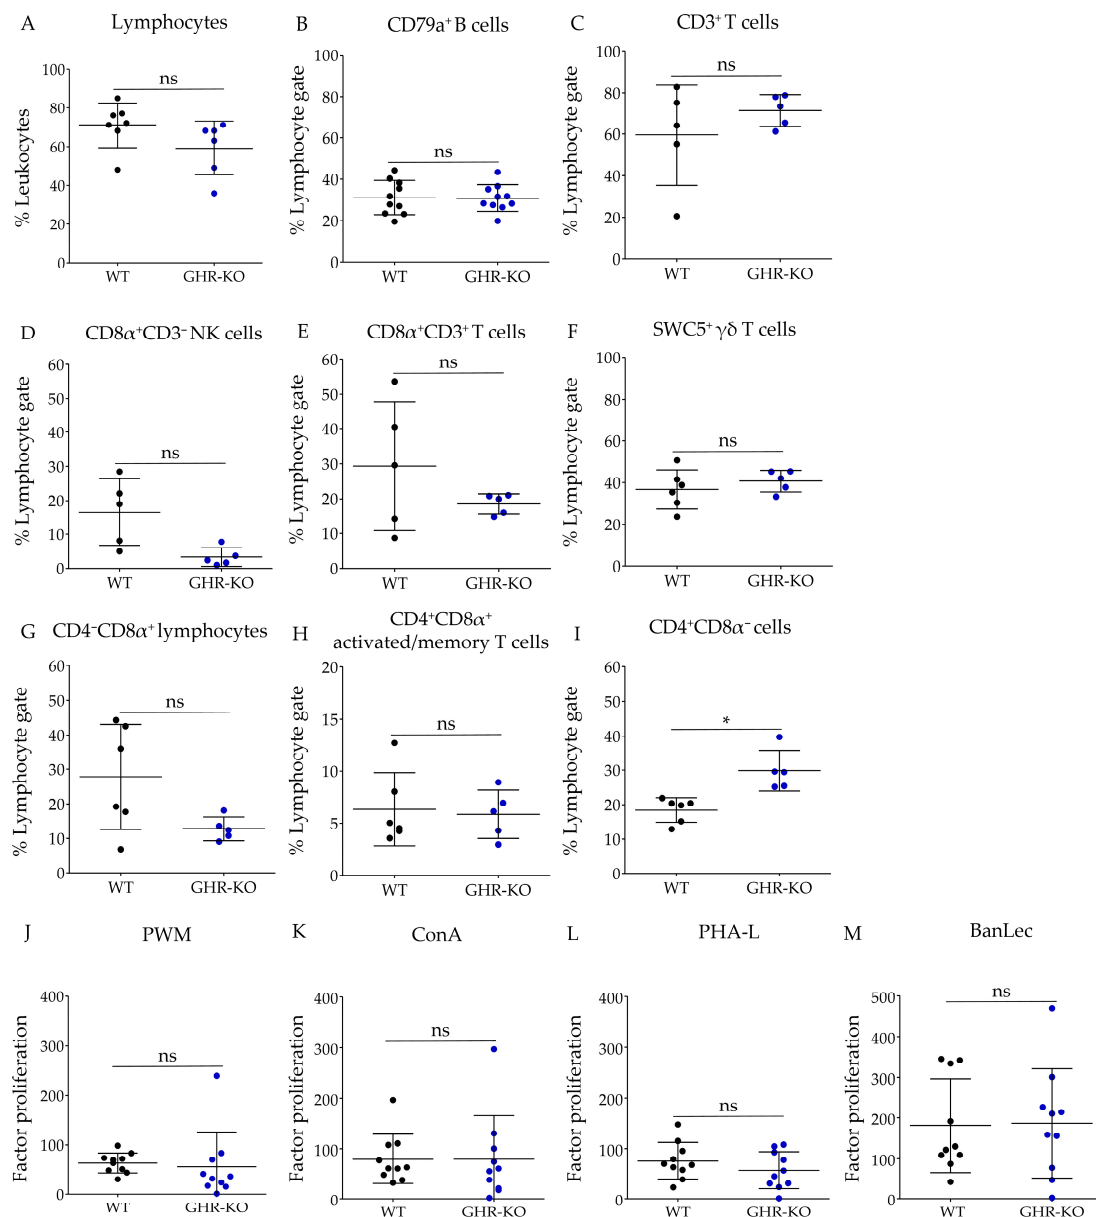 A Lymphocytes
% Leukocytes
100
80
60
40
20
0
ns
WT GHR-KO
B CD79a⁺ B cells
% Lymphocyte gate
100
80
60
40
20
0
ns
WT GHR-KO
C CD3⁺ T cells
% Lymphocyte gate
100
80
60
40
20
0
ns
WT GHR-KO
D CD8α⁺CD3⁻ NK cells
% Lymphocyte gate
60
50
40
30
20
10
0
ns
WT GHR-KO
E CD8α⁺CD3⁺ T cells
% Lymphocyte gate
60
50
40
30
20
10
0
ns
WT GHR-KO
F SWC5⁺ γδ T cells
% Lymphocyte gate
100
80
60
40
20
0
ns
WT GHR-KO
G CD4⁻CD8α⁺ lymphocytes
% Lymphocyte gate
60
50
40
30
20
10
0
ns
WT GHR-KO
H CD4⁺CD8α⁺
activated/memory T cells
% Lymphocyte gate
20
15
10
5
0
ns
WT GHR-KO
I CD4⁺CD8α⁻ cells
% Lymphocyte gate
60
50
40
30
20
10
0
*
WT GHR-KO
J PWM
Factor proliferation
400
300
200
100
0
ns
WT GHR-KO
K ConA
Factor proliferation
400
300
200
100
0
ns
WT GHR-KO
L PHA-L
Factor proliferation
400
300
200
100
0
ns
WT GHR-KO
M BanLec
Factor proliferation
500
400
300
200
100
0
ns
WT GHR-KO